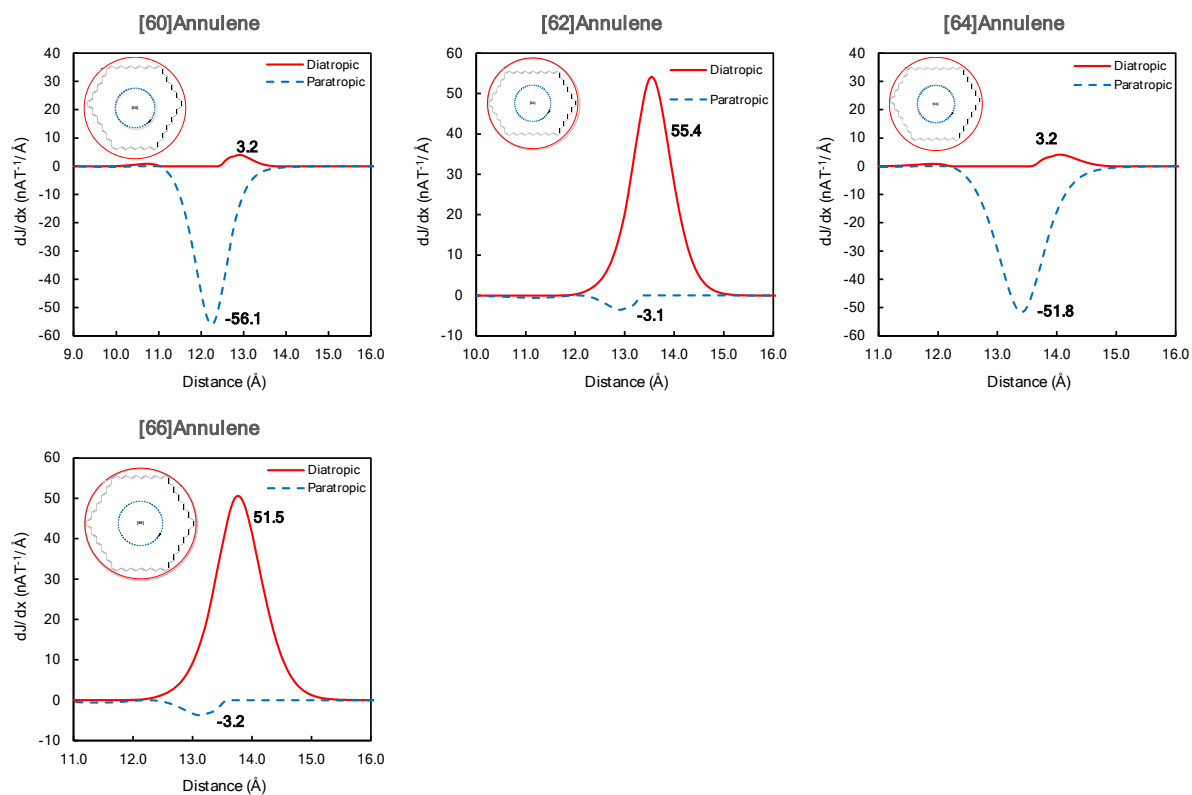 [60]Annulene
40
30
20
10
0
-10
-20
-30
-40
-50
-60
dJ/ dx (nAT⁻¹/ Å)
Diatropic
Paratropic
[60]
3.2
-56.1
9.0 10.0 11.0 12.0 13.0 14.0 15.0 16.0
Distance (Å)
[62]Annulene
60
50
40
30
20
10
0
-10
dJ/ dx (nAT⁻¹/ Å)
Diatropic
Paratropic
55.4
-3.1
10.0 11.0 12.0 13.0 14.0 15.0 16.0
Distance (Å)
[64]Annulene
40
30
20
10
0
-10
-20
-30
-40
-50
-60
dJ/ dx (nAT⁻¹/ Å)
Diatropic
Paratropic
3.2
-51.8
11.0 12.0 13.0 14.0 15.0 16.0
Distance (Å)
[66]Annulene
60
50
40
30
20
10
0
-10
dJ/ dx (nAT⁻¹/ Å)
Diatropic
Paratropic
[66]
51.5
-3.2
11.0 12.0 13.0 14.0 15.0 16.0
Distance (Å)